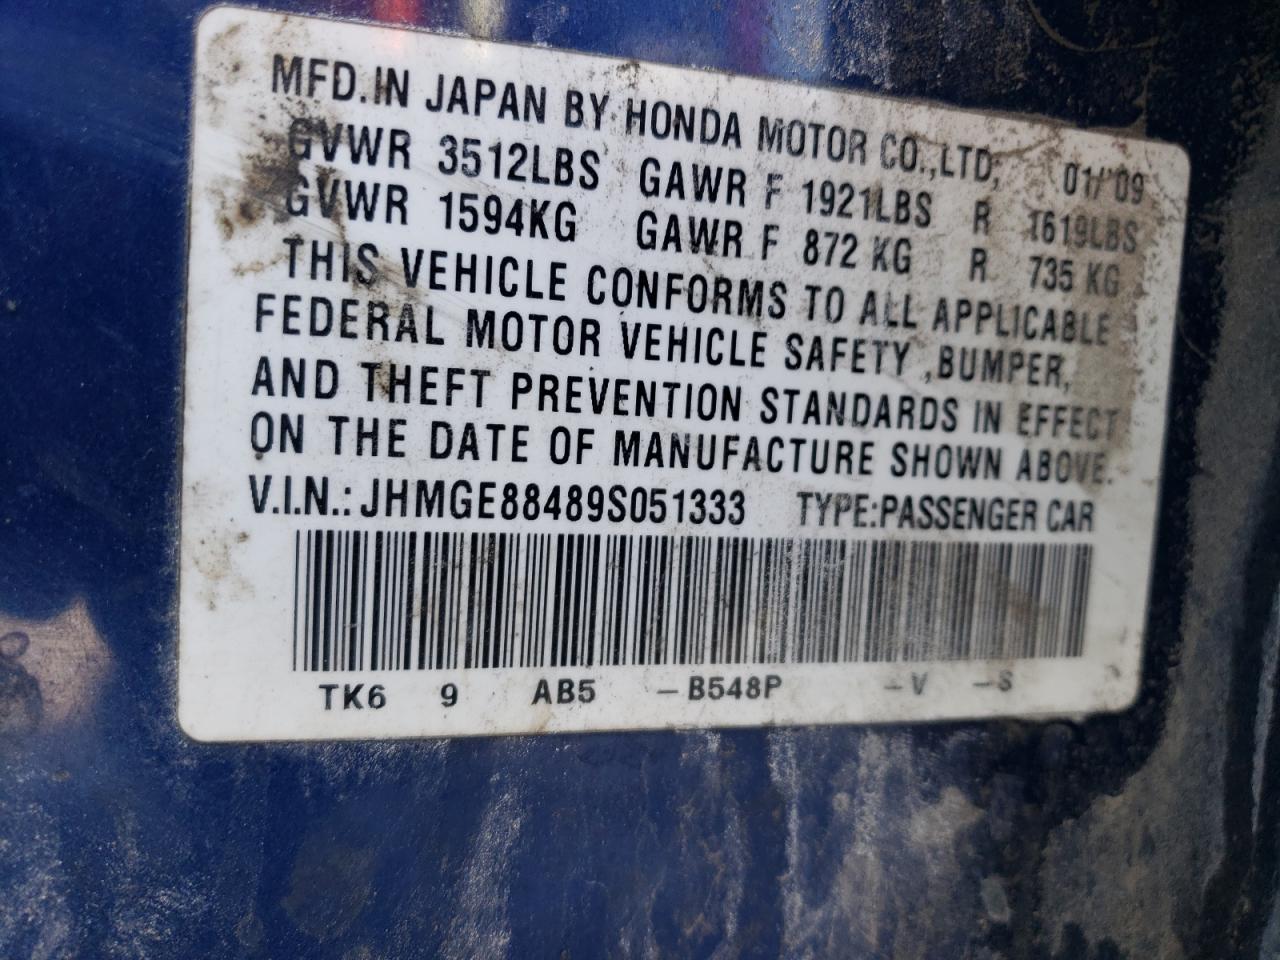 MFD.IN JAPAN BY HONDA MOTOR CO.,LTD, 01/'09
GVWR 3512LBS GAWR F 1921LBS R 1619LBS
GVWR 1594KG GAWR F 872 KG R 735 KG
THIS VEHICLE CONFORMS TO ALL APPLICABLE
FEDERAL MOTOR VEHICLE SAFETY ,BUMPER,
AND THEFT PREVENTION STANDARDS IN EFFECT
ON THE DATE OF MANUFACTURE SHOWN ABOVE.
V.I.N.: JHMGE88489S051333 TYPE:PASSENGER CAR
TK6 9 AB5 -B548P -V -S